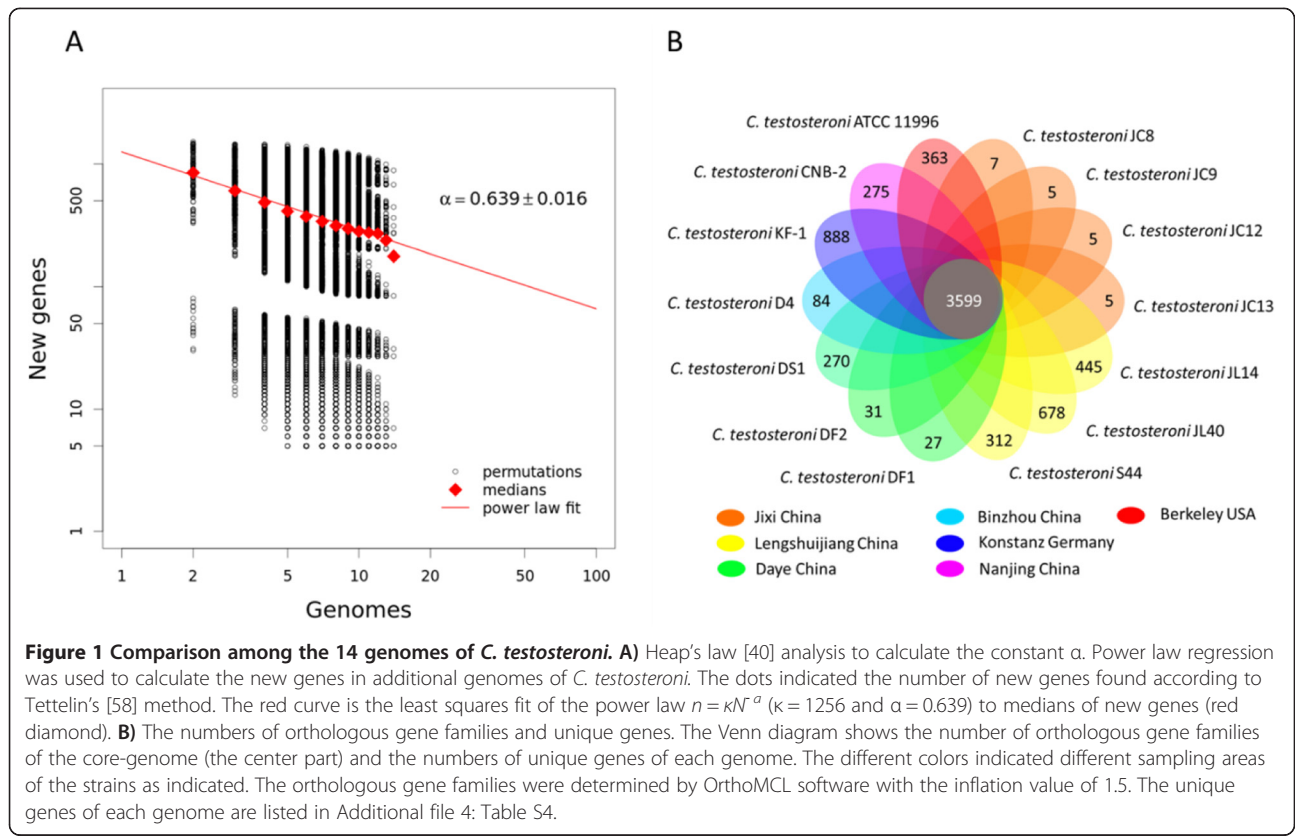 A
B
New genes
500
50
10
5
1
α = 0.639 ± 0.016
permutations
medians
power law fit
1 2 5 10 20 50 100
Genomes
C. testosteroni ATCC 11996
C. testosteroni JC8
C. testosteroni CNB-2
C. testosteroni JC9
C. testosteroni KF-1
C. testosteroni JC12
C. testosteroni D4
C. testosteroni JC13
C. testosteroni DS1
C. testosteroni JL14
C. testosteroni DF2
C. testosteroni JL40
C. testosteroni DF1
C. testosteroni S44
363
7
275
5
888
5
84
3599
5
270
445
31
678
27
312
Jixi China
Binzhou China
Berkeley USA
Lengshuijiang China
Konstanz Germany
Daye China
Nanjing China
Figure 1 Comparison among the 14 genomes of C. testosteroni. A) Heap's law [40] analysis to calculate the constant α. Power law regression
was used to calculate the new genes in additional genomes of C. testosteroni. The dots indicated the number of new genes found according to
Tettelin's [58] method. The red curve is the least squares fit of the power law n = κN⁻ᵅ (κ = 1256 and α = 0.639) to medians of new genes (red
diamond). B) The numbers of orthologous gene families and unique genes. The Venn diagram shows the number of orthologous gene families
of the core-genome (the center part) and the numbers of unique genes of each genome. The different colors indicated different sampling areas
of the strains as indicated. The orthologous gene families were determined by OrthoMCL software with the inflation value of 1.5. The unique
genes of each genome are listed in Additional file 4: Table S4.